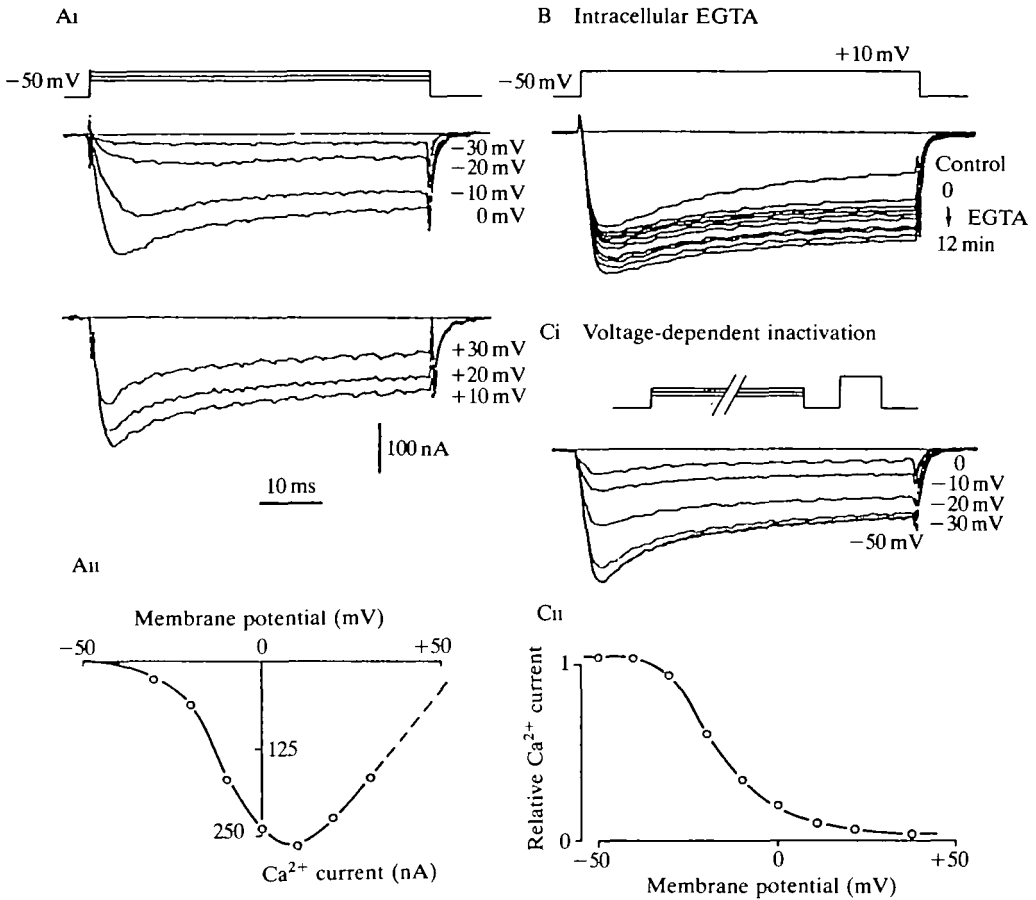 Ai
−50 mV
−30 mV
−20 mV
−10 mV
0 mV
+30 mV
+20 mV
+10 mV
100 nA
10 ms
B Intracellular EGTA
+10 mV
−50 mV
Control
0
EGTA
12 min
Ci Voltage-dependent inactivation
0
−10 mV
−20 mV
−30 mV
−50 mV
Aii
Membrane potential (mV)
−50 0 +50
125
250
Ca²⁺ current (nA)
Cii
Relative Ca²⁺ current
1
0
−50 0 +50
Membrane potential (mV)